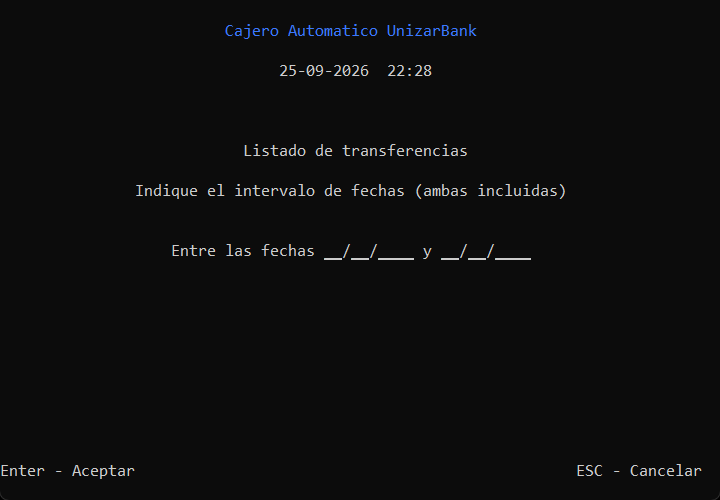 Cajero Automatico UnizarBank
25-09-2026 22:28
Listado de transferencias
Indique el intervalo de fechas (ambas incluidas)
Entre las fechas __/__/____ y __/__/____
Enter - Aceptar
ESC - Cancelar